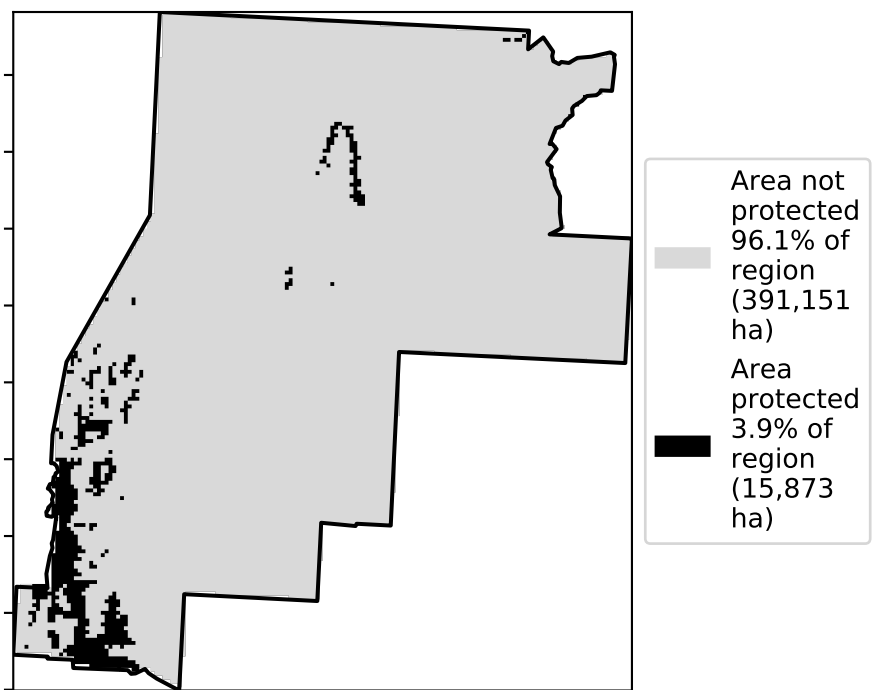 Area not
protected
96.1% of
region
(391,151
ha)
Area
protected
3.9% of
region
(15,873
ha)